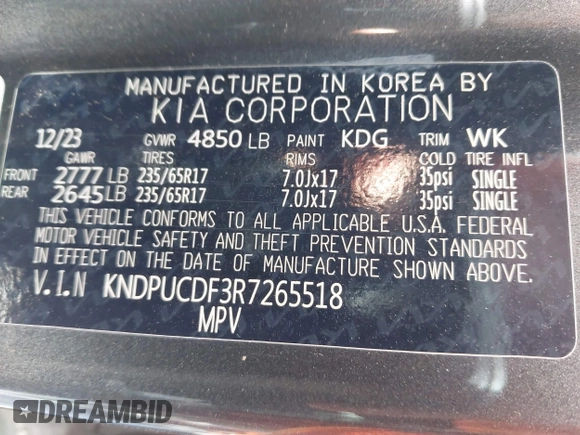 MANUFACTURED IN KOREA BY
KIA CORPORATION
12/23 GVWR 4850 LB PAINT KDG TRIM WK
GAWR TIRES RIMS COLD TIRE INFL
FRONT 2777 LB 235/65R17 7.0Jx17 35psi SINGLE
REAR 2645 LB 235/65R17 7.0Jx17 35psi SINGLE
THIS VEHICLE CONFORMS TO ALL APPLICABLE U.S.A. FEDERAL
MOTOR VEHICLE SAFETY AND THEFT PREVENTION STANDARDS
IN EFFECT ON THE DATE OF MANUFACTURE SHOWN ABOVE
V.I.N KNDPUCDF3R7265518
MPV
DREAMBID